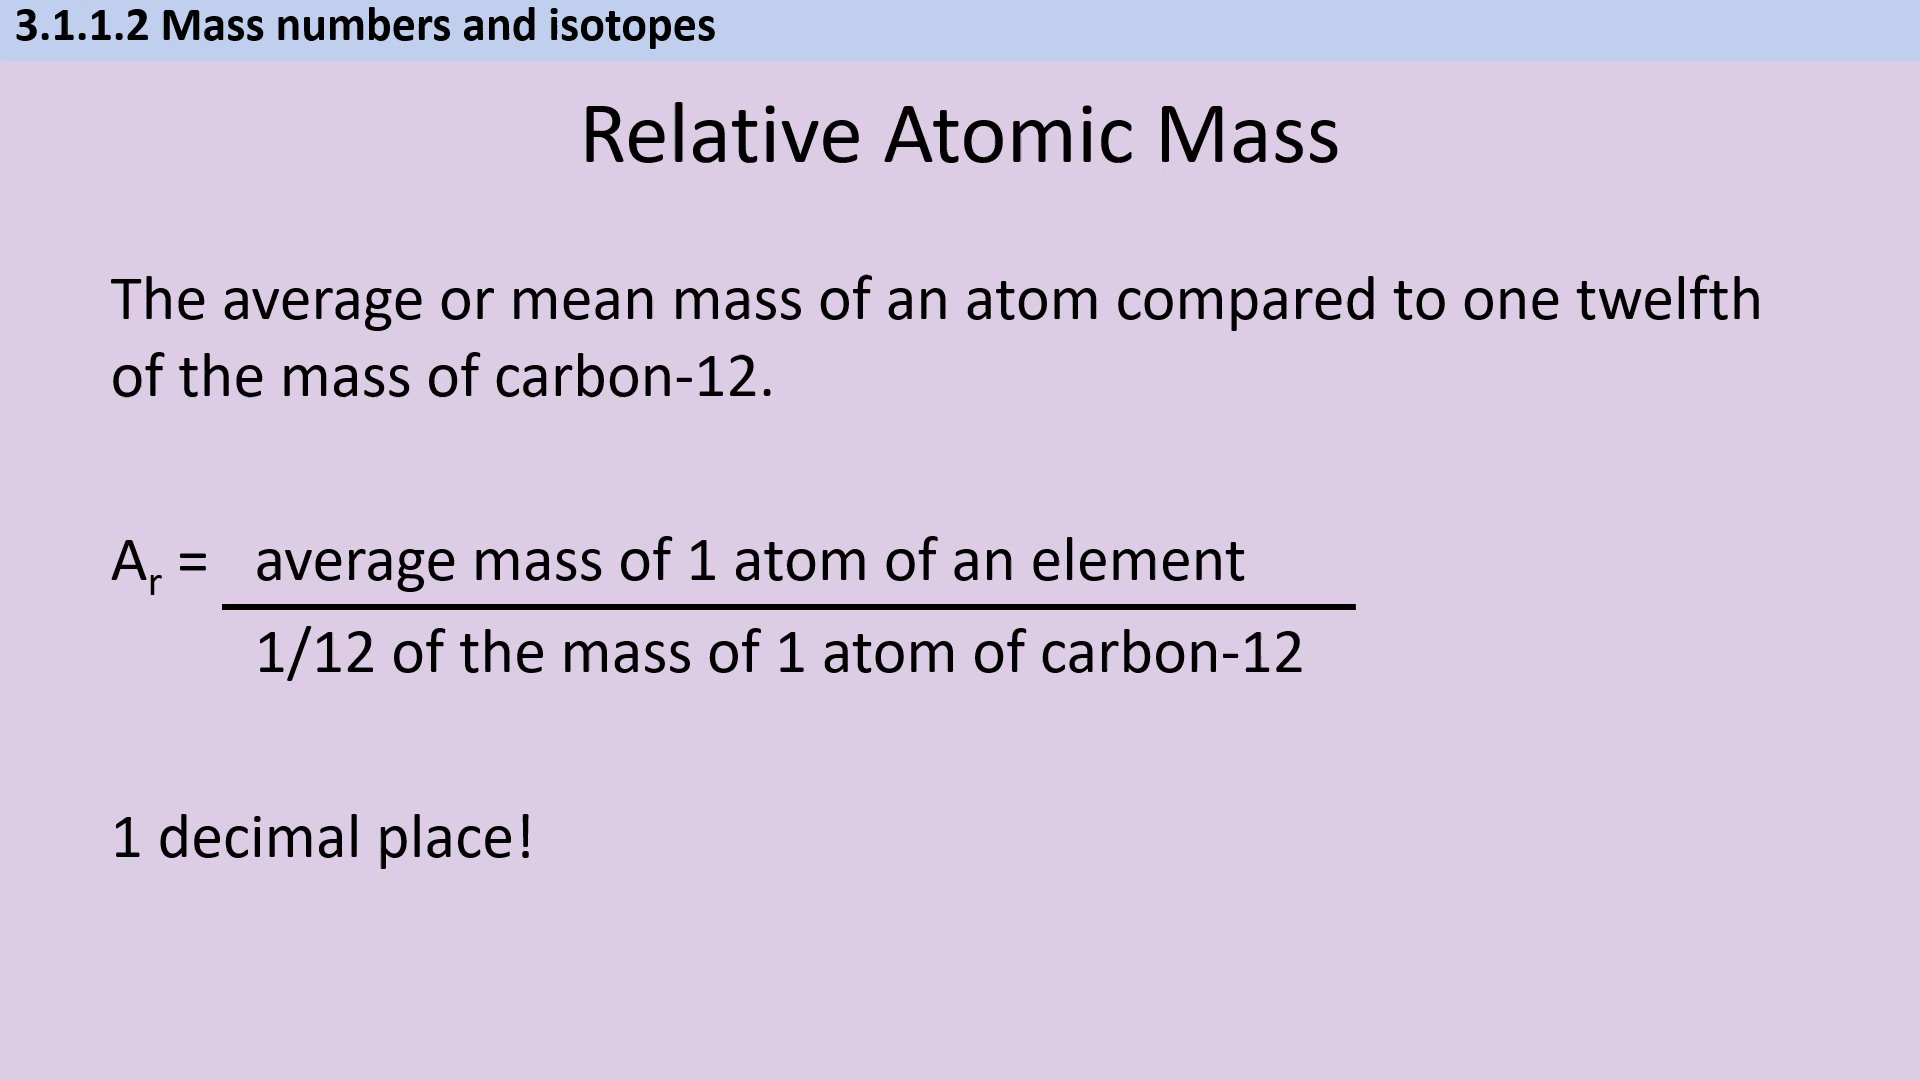 3.1.1.2 Mass numbers and isotopes
Relative Atomic Mass
The average or mean mass of an atom compared to one twelfth
of the mass of carbon-12.
Ar = average mass of 1 atom of an element
1/12 of the mass of 1 atom of carbon-12
1 decimal place!